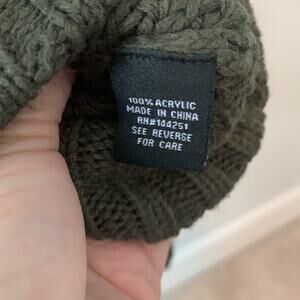 100% ACRYLIC
MADE IN CHINA
RN#144251
SEE REVERSE
FOR CARE